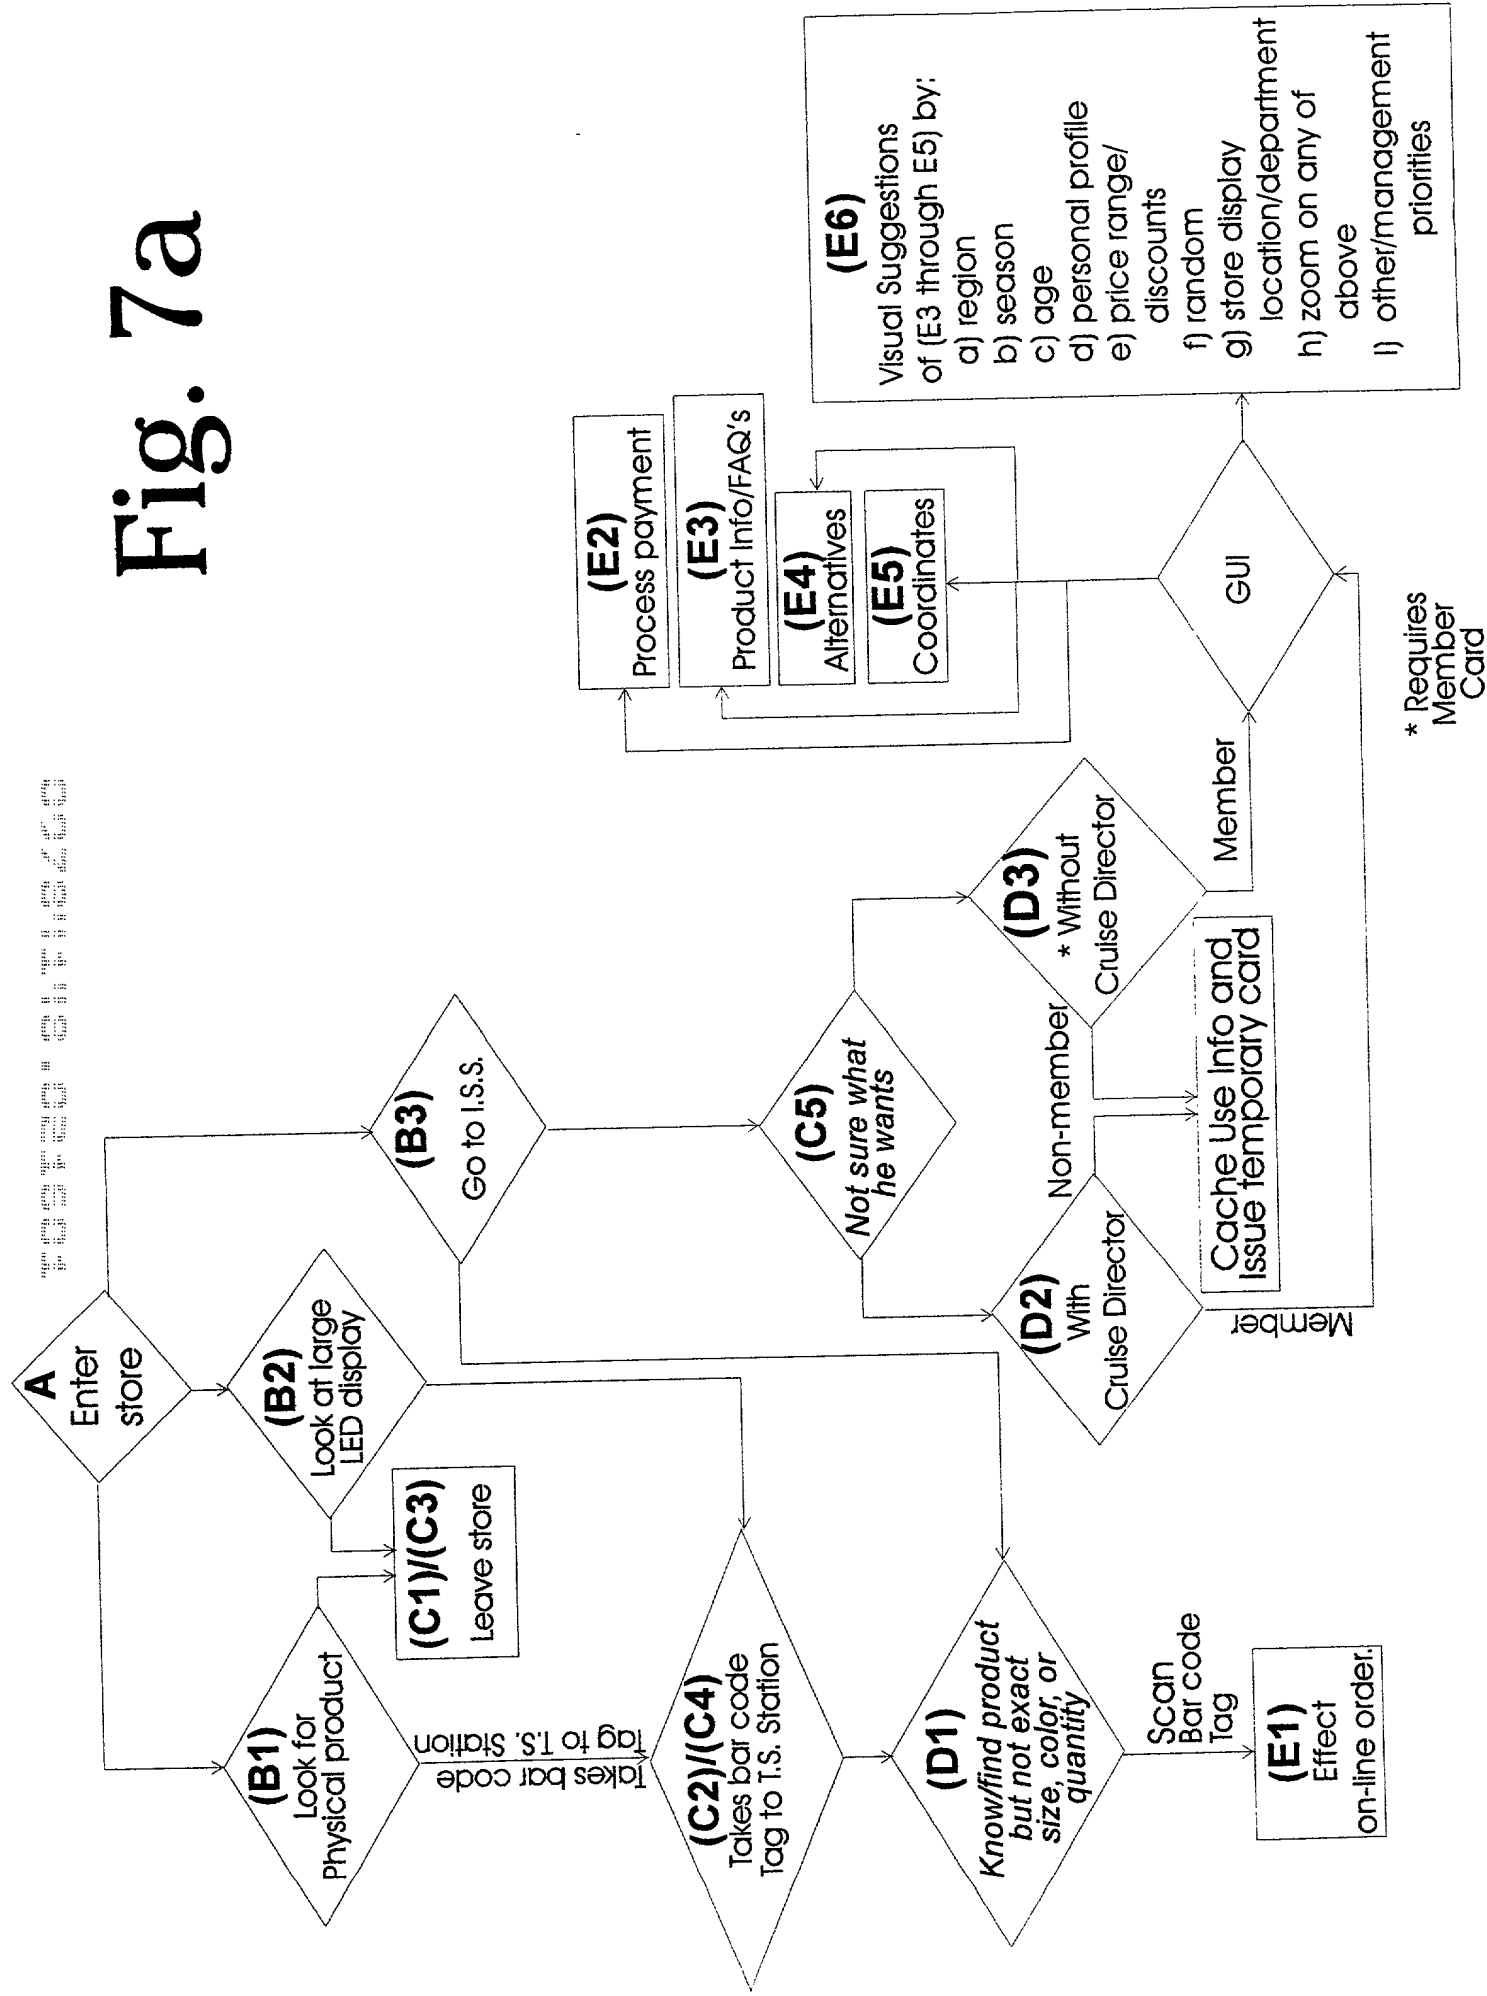 Fig. 7a
A
Enter
store
(B1)
Look for
Physical product
(B2)
Look at large
LED display
(B3)
Go to I.S.S.
(C1)/(C3)
Leave store
Takes bar code
Tag to T.S. Station
(C2)/(C4)
Takes bar code
Tag to T.S. Station
(C5)
Not sure what
he wants
(D1)
Know/find product
but not exact
size, color, or
quantity
(D2)
With
Cruise Director
Non-member
(D3)
* Without
Cruise Director
Cache Use Info and
Issue temporary card
Member
Member
Scan
Bar code
Tag
(E1)
Effect
on-line order.
GUI
(E2)
Process payment
(E3)
Product Info/FAQ's
(E4)
Alternatives
(E5)
Coordinates
(E6)
Visual Suggestions
of (E3 through E5) by:
a) region
b) season
c) age
d) personal profile
e) price range/
discounts
f) random
g) store display
location/department
h) zoom on any of
above
I) other/management
priorities
* Requires
Member
Card